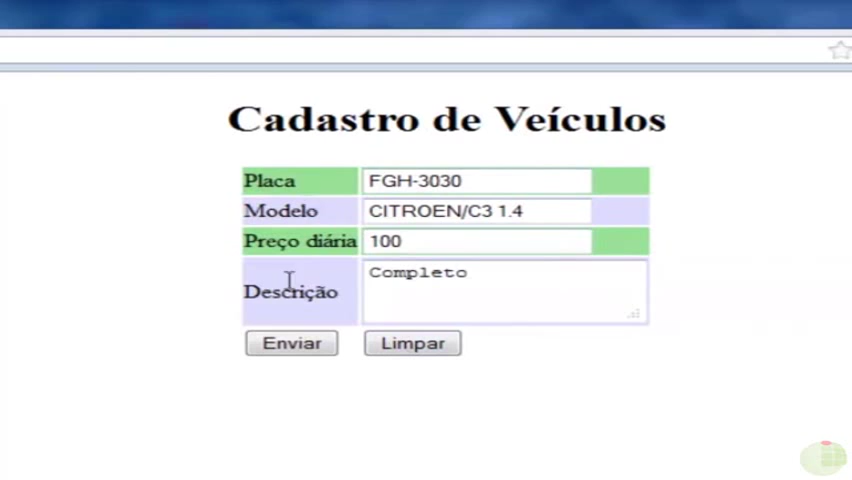 Cadastro de Veículos
Placa FGH-3030
Modelo CITROEN/C3 1.4
Preço diária 100
Descrição Completo
Enviar Limpar